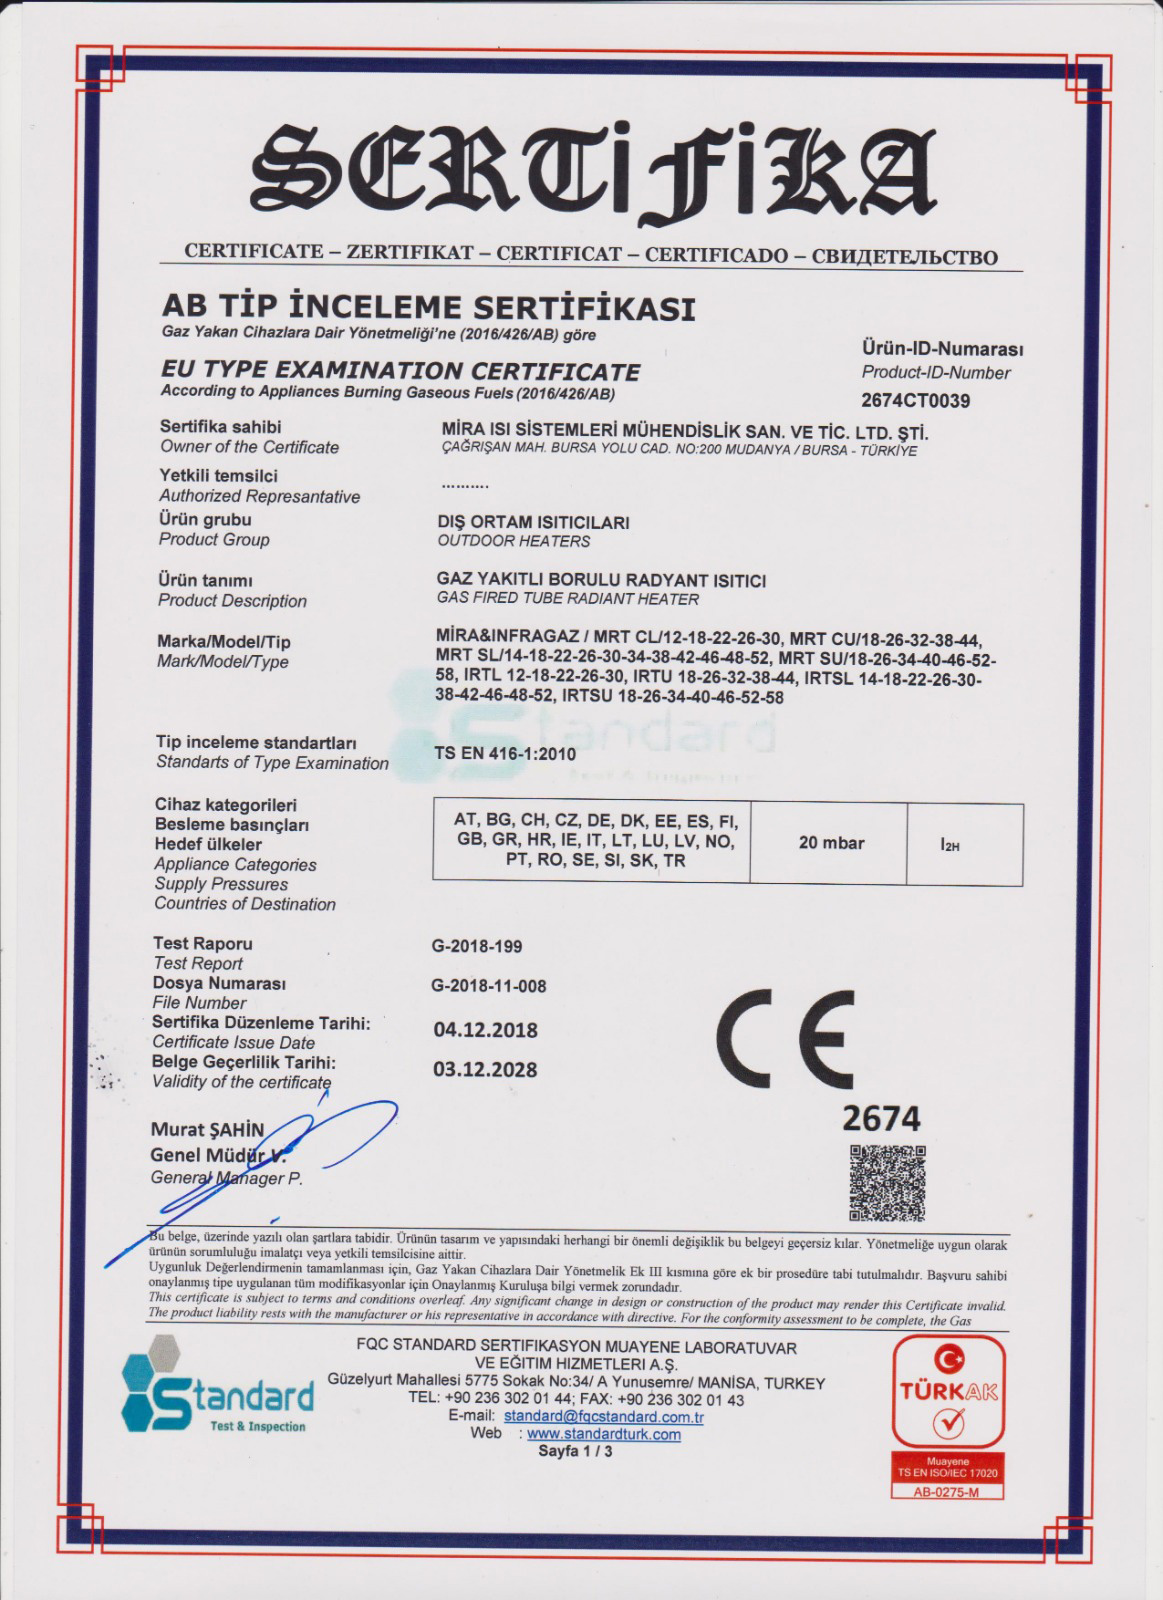 SERTİFİKA
CERTIFICATE – ZERTIFIKAT – CERTIFICAT – CERTIFICADO – СВИДЕТЕЛЬСТВО
AB TİP İNCELEME SERTİFİKASI
Gaz Yakan Cihazlara Dair Yönetmeliği'ne (2016/426/AB) göre
EU TYPE EXAMINATION CERTIFICATE
According to Appliances Burning Gaseous Fuels (2016/426/AB)
Ürün-ID-Numarası
Product-ID-Number
2674CT0039
Sertifika sahibi
Owner of the Certificate
MİRA ISI SİSTEMLERİ MÜHENDİSLİK SAN. VE TİC. LTD. ŞTİ.
ÇAĞRIŞAN MAH. BURSA YOLU CAD. NO:200 MUDANYA / BURSA - TÜRKİYE
Yetkili temsilci
Authorized Represantative
..........
Ürün grubu
Product Group
DIŞ ORTAM ISITICILARI
OUTDOOR HEATERS
Ürün tanımı
Product Description
GAZ YAKITLI BORULU RADYANT ISITICI
GAS FIRED TUBE RADIANT HEATER
Marka/Model/Tip
Mark/Model/Type
MİRA&INFRAGAZ / MRT CL/12-18-22-26-30, MRT CU/18-26-32-38-44,
MRT SL/14-18-22-26-30-34-38-42-46-48-52, MRT SU/18-26-34-40-46-52-
58, IRTL 12-18-22-26-30, IRTU 18-26-32-38-44, IRTSL 14-18-22-26-30-
38-42-46-48-52, IRTSU 18-26-34-40-46-52-58
Standard
Tip inceleme standartları
Standarts of Type Examination
TS EN 416-1:2010
Cihaz kategorileri
Besleme basınçları
Hedef ülkeler
Appliance Categories
Supply Pressures
Countries of Destination
AT, BG, CH, CZ, DE, DK, EE, ES, FI,
GB, GR, HR, IE, IT, LT, LU, LV, NO,
PT, RO, SE, SI, SK, TR
20 mbar
I2H
Test Raporu
Test Report
G-2018-199
Dosya Numarası
File Number
G-2018-11-008
Sertifika Düzenleme Tarihi:
Certificate Issue Date
04.12.2018
Belge Geçerlilik Tarihi:
Validity of the certificate
03.12.2028
CE
2674
Murat ŞAHİN
Genel Müdür V.
General Manager P.
Bu belge, üzerinde yazılı olan şartlara tabidir. Ürünün tasarım ve yapısındaki herhangi bir önemli değişiklik bu belgeyi geçersiz kılar. Yönetmeliğe uygun olarak
ürünün sorumluluğu imalatçı veya yetkili temsilcisine aittir.
Uygunluk Değerlendirmenin tamamlanması için, Gaz Yakan Cihazlara Dair Yönetmelik Ek III kısmına göre ek bir prosedüre tabi tutulmalıdır. Başvuru sahibi
onaylanmış tipe uygulanan tüm modifikasyonlar için Onaylanmış Kuruluşa bilgi vermek zorundadır.
This certificate is subject to terms and conditions overleaf. Any significant change in design or construction of the product may render this Certificate invalid.
The product liability rests with the manufacturer or his representative in accordance with directive. For the conformity assessment to be complete, the Gas
Standard
Test & Inspection
FQC STANDARD SERTIFIKASYON MUAYENE LABORATUVAR
VE EĞITIM HIZMETLERI A.Ş.
Güzelyurt Mahallesi 5775 Sokak No:34/ A Yunusemre/ MANİSA, TURKEY
TEL: +90 236 302 01 44; FAX: +90 236 302 01 43
E-mail: standard@fqcstandard.com.tr
Web : www.standardturk.com
Sayfa 1 / 3
TÜRKAK
Muayene
TS EN ISO/IEC 17020
AB-0275-M